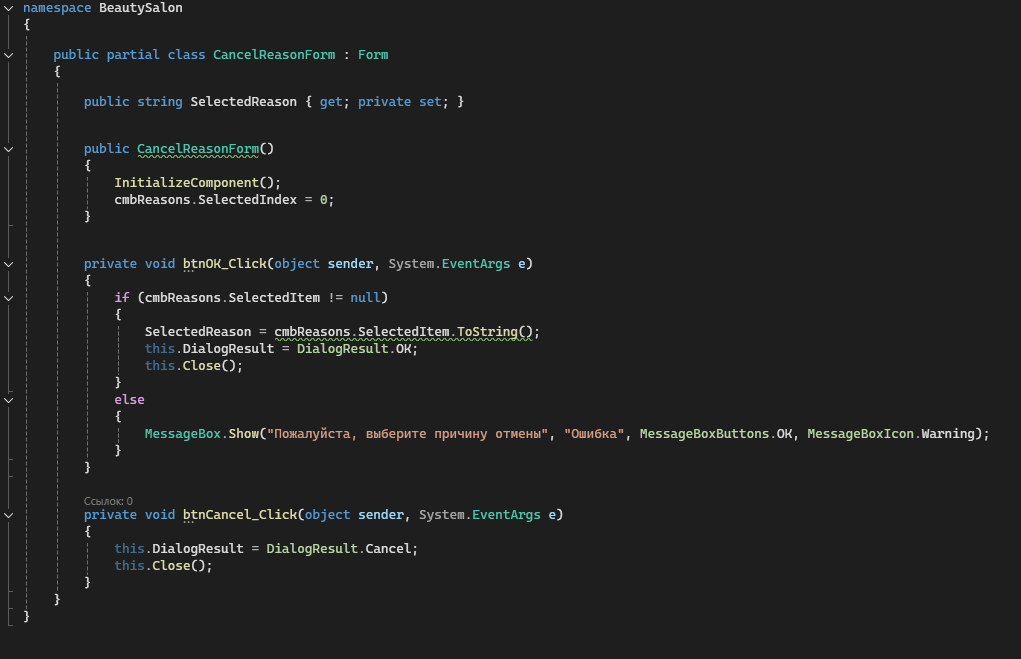 namespace BeautySalon
{
public partial class CancelReasonForm : Form
{
public string SelectedReason { get; private set; }
public CancelReasonForm()
{
InitializeComponent();
cmbReasons.SelectedIndex = 0;
}
private void btnOK_Click(object sender, System.EventArgs e)
{
if (cmbReasons.SelectedItem != null)
{
SelectedReason = cmbReasons.SelectedItem.ToString();
this.DialogResult = DialogResult.OK;
this.Close();
}
else
{
MessageBox.Show("Пожалуйста, выберите причину отмены", "Ошибка", MessageBoxButtons.OK, MessageBoxIcon.Warning);
}
}
Ссылок: 0
private void btnCancel_Click(object sender, System.EventArgs e)
{
this.DialogResult = DialogResult.Cancel;
this.Close();
}
}
}